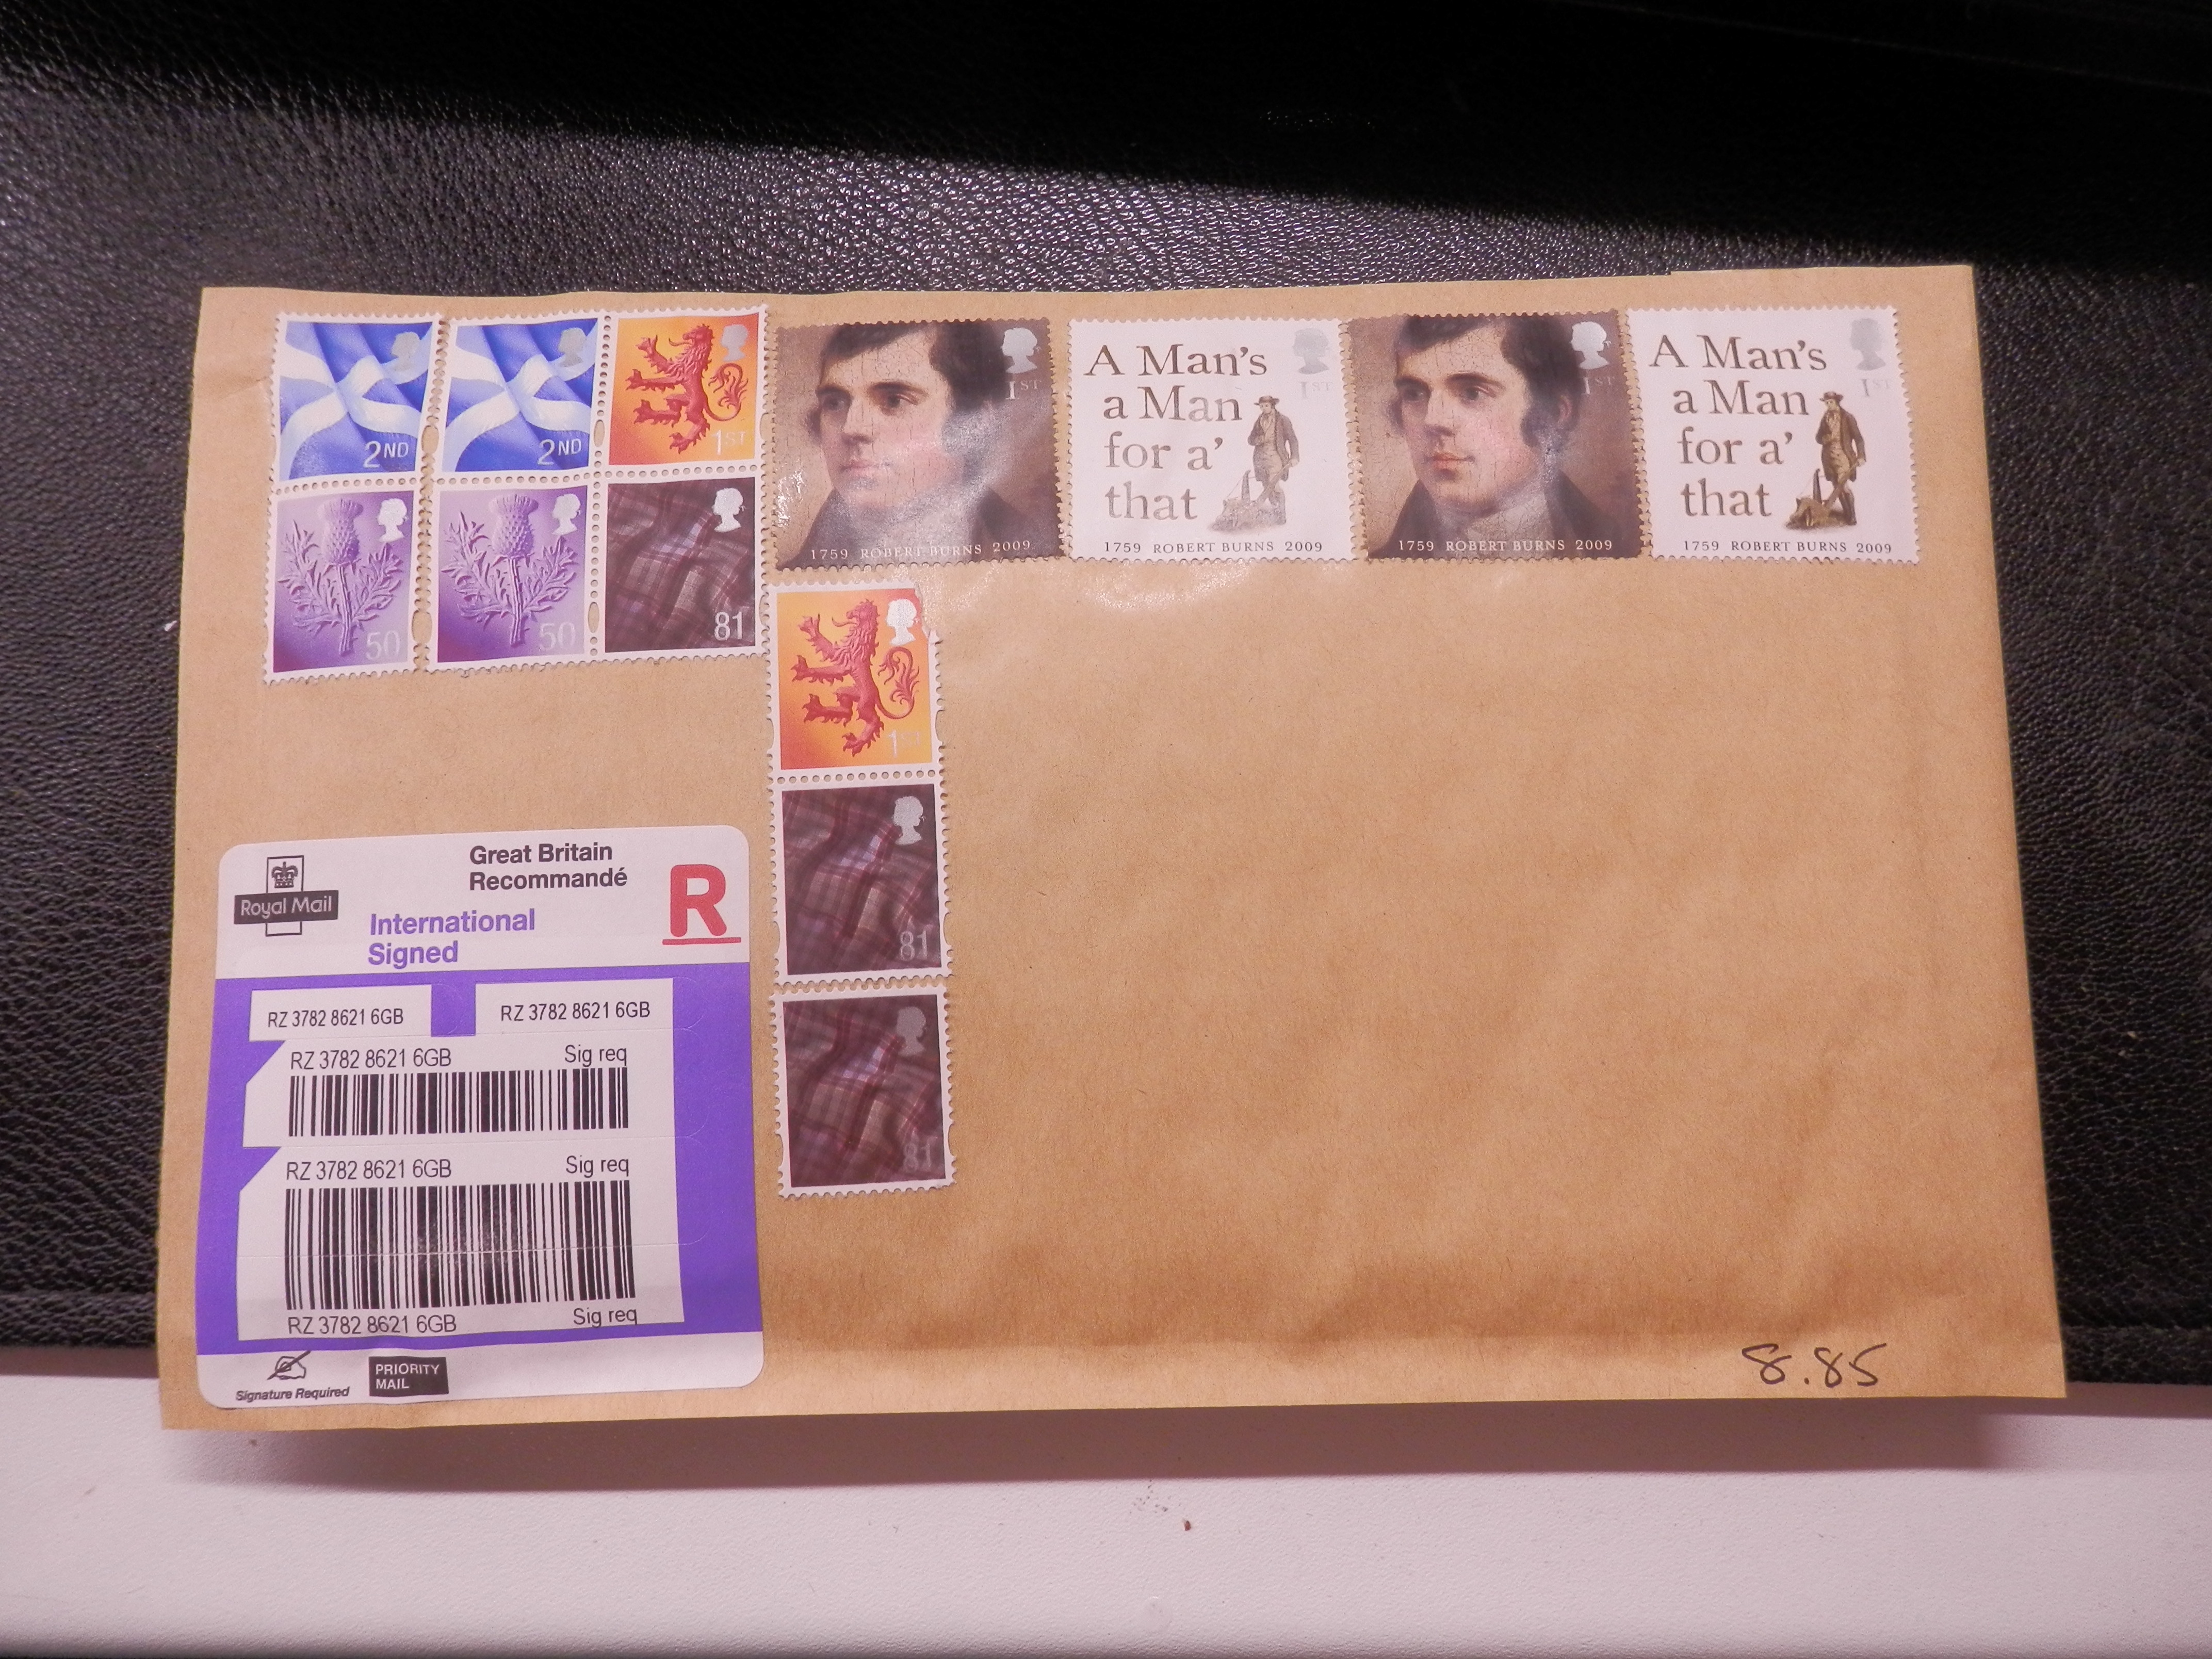 2ND
2ND
1ST
50
50
81
1ST
1759 ROBERT BURNS 2009
1ST
A Man's
a Man
for a'
that
1759 ROBERT BURNS 2009
1ST
1759 ROBERT BURNS 2009
1ST
A Man's
a Man
for a'
that
1759 ROBERT BURNS 2009
1ST
81
81
Royal Mail
Great Britain
Recommandé
R
International
Signed
RZ 3782 8621 6GB
RZ 3782 8621 6GB
RZ 3782 8621 6GB Sig req
RZ 3782 8621 6GB Sig req
RZ 3782 8621 6GB Sig req
Signature Required
PRIORITY
MAIL
8.85